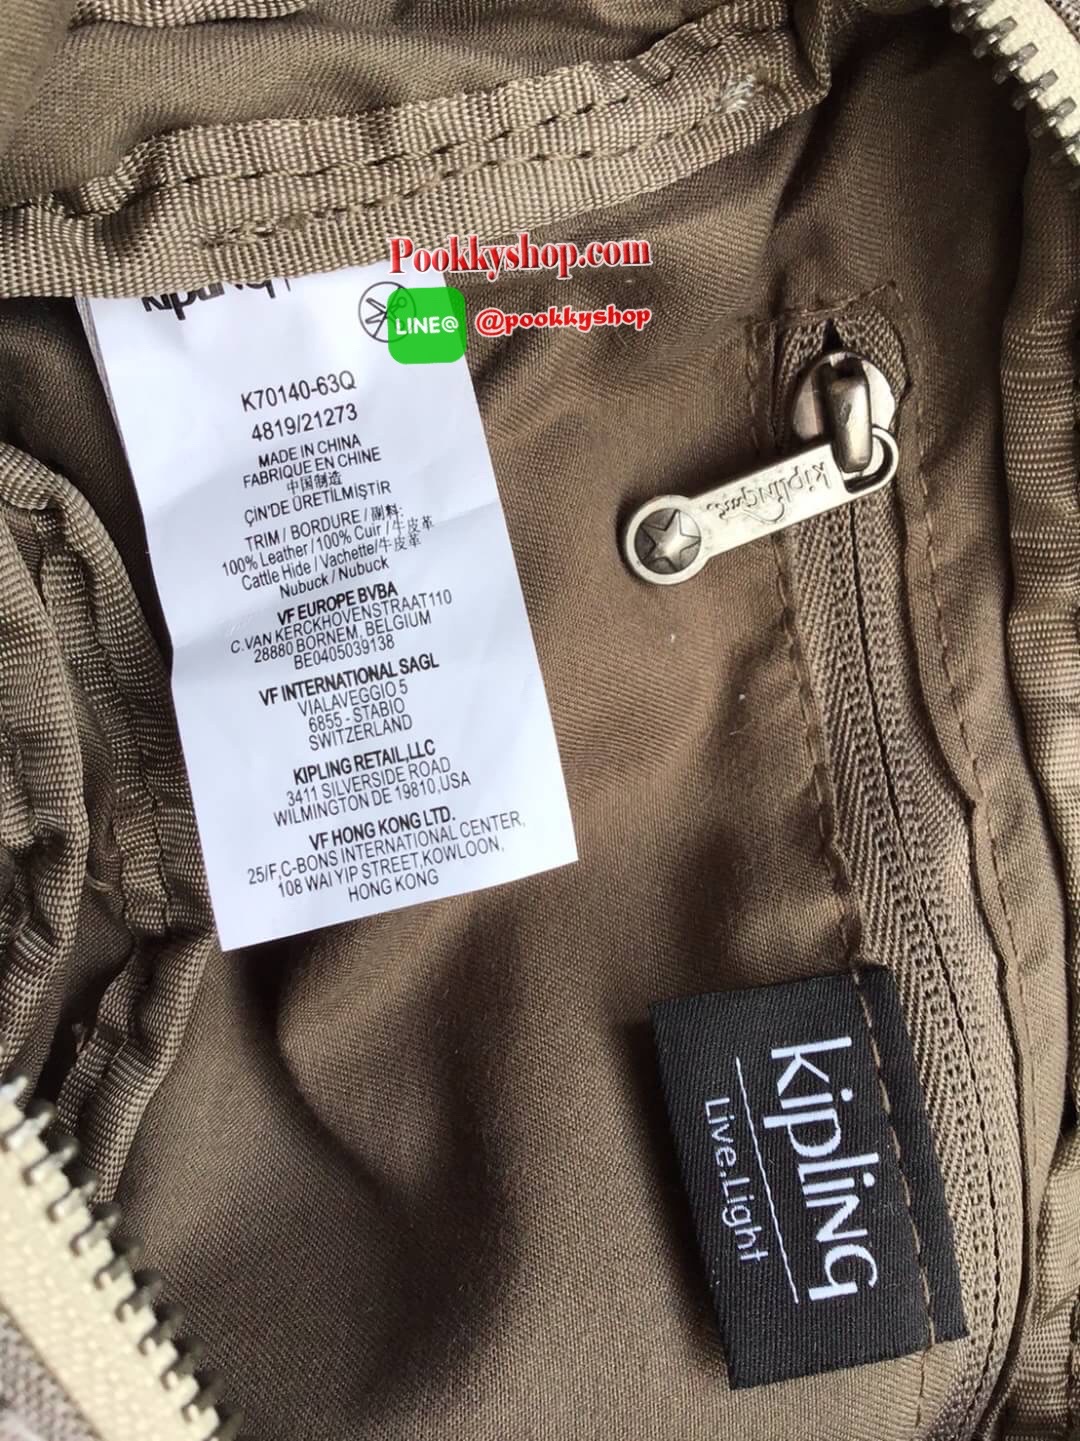 Pookkyshop.com
LINE@ @pookkyshop
K70140-63Q
4819/21273
MADE IN CHINA
FABRIQUE EN CHINE
中国制造
ÇIN'DE ÜRETILMIŞTIR
TRIM / BORDURE / 副料:
100% Leather / 100% Cuir / 牛皮革
Cattle Hide / Vachette/牛皮革
Nubuck / Nubuck
VF EUROPE BVBA
C.VAN KERCKHOVENSTRAAT110
28880 BORNEM, BELGIUM
BE0405039138
VF INTERNATIONAL SAGL
VIALAVEGGIO 5
6855 - STABIO
SWITZERLAND
KIPLING RETAIL,LLC
3411 SILVERSIDE ROAD
WILMINGTON DE 19810,USA
VF HONG KONG LTD.
25/F,C-BONS INTERNATIONAL CENTER,
108 WAI YIP STREET,KOWLOON,
HONG KONG
kipling
kipling
Live.Light